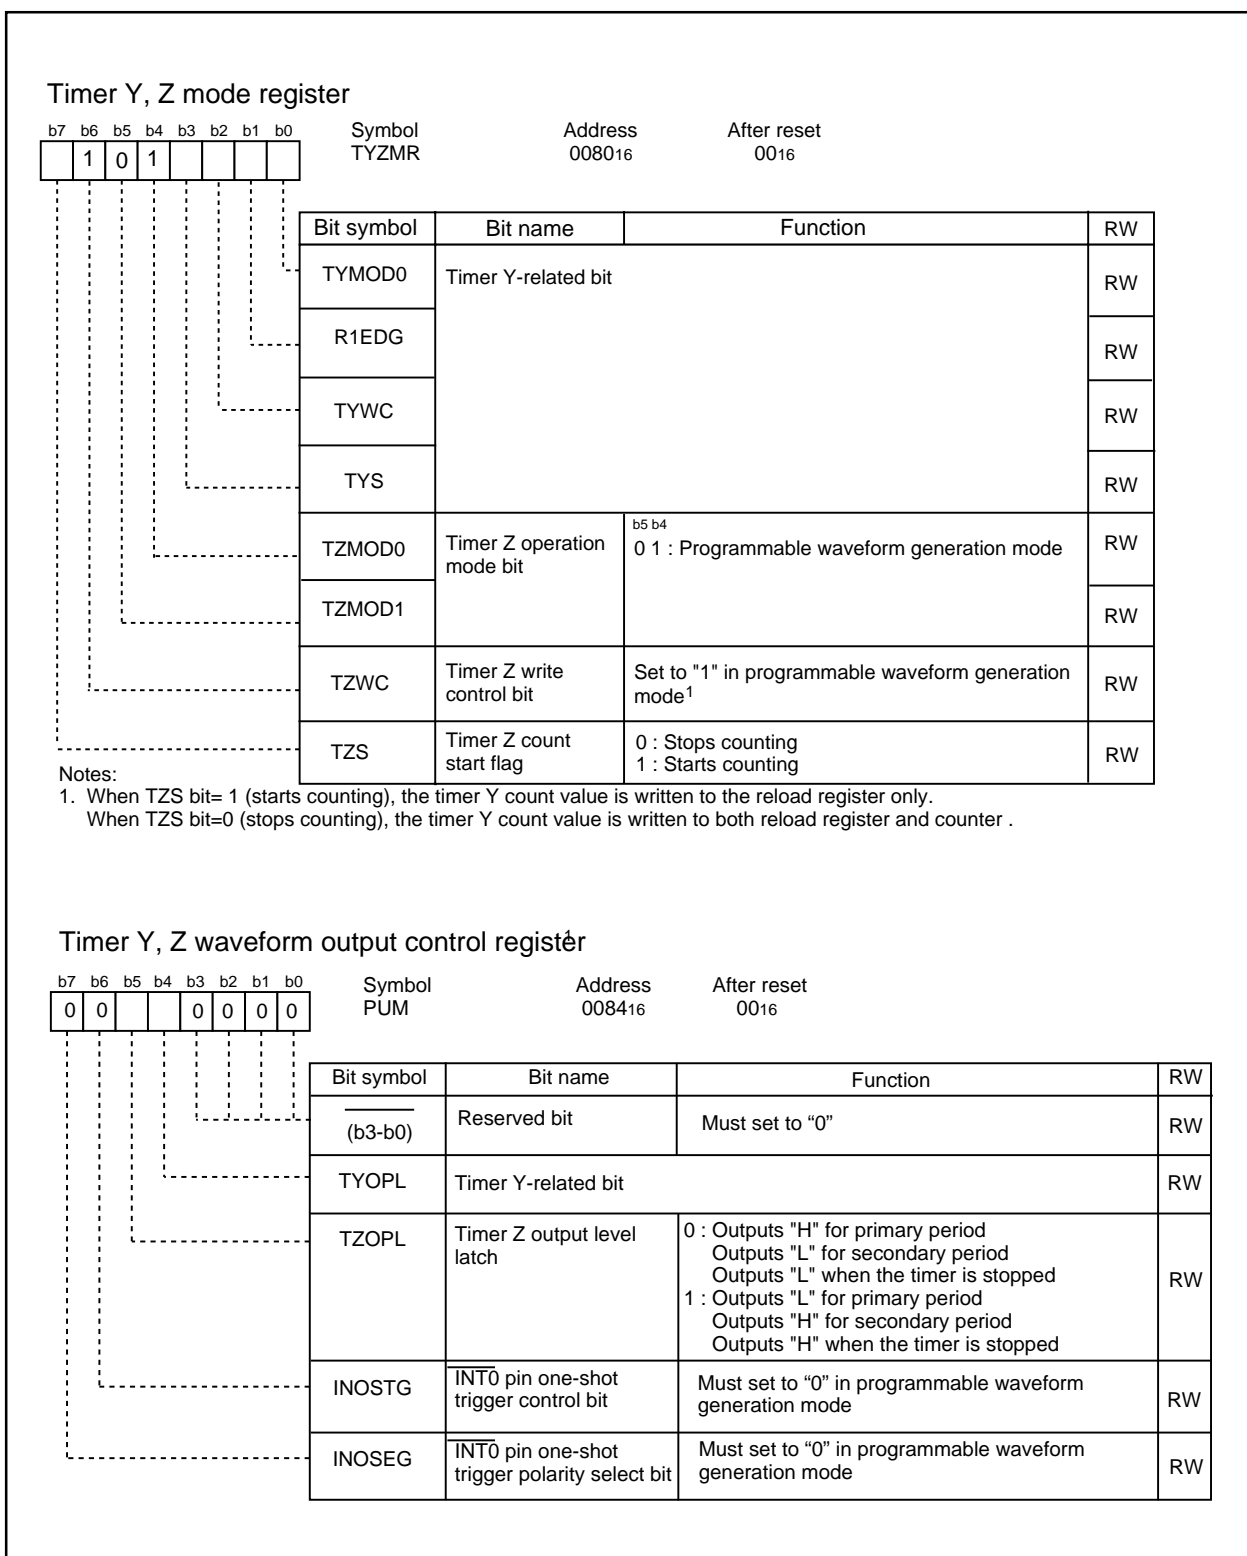 Timer Y, Z mode register
b7 b6 b5 b4 b3 b2 b1 b0
1 0 1
Symbol Address After reset
TYZMR 008016 0016
Bit symbol Bit name Function RW
TYMOD0 Timer Y-related bit RW
R1EDG RW
TYWC RW
TYS RW
b5 b4
TZMOD0 Timer Z operation 0 1 : Programmable waveform generation mode RW
mode bit
TZMOD1 RW
Timer Z write Set to "1" in programmable waveform generation
TZWC control bit mode1 RW
Timer Z count 0 : Stops counting
TZS start flag 1 : Starts counting RW
Notes:
1. When TZS bit= 1 (starts counting), the timer Y count value is written to the reload register only.
When TZS bit=0 (stops counting), the timer Y count value is written to both reload register and counter .
Timer Y, Z waveform output control register1
b7 b6 b5 b4 b3 b2 b1 b0
0 0 0 0 0 0
Symbol Address After reset
PUM 008416 0016
Bit symbol Bit name Function RW
(b3-b0) Reserved bit Must set to “0” RW
TYOPL Timer Y-related bit RW
TZOPL Timer Z output level 0 : Outputs "H" for primary period
latch Outputs "L" for secondary period
Outputs "L" when the timer is stopped RW
1 : Outputs "L" for primary period
Outputs "H" for secondary period
Outputs "H" when the timer is stopped
INOSTG INT0 pin one-shot Must set to “0” in programmable waveform RW
trigger control bit generation mode
INOSEG INT0 pin one-shot Must set to “0” in programmable waveform RW
trigger polarity select bit generation mode